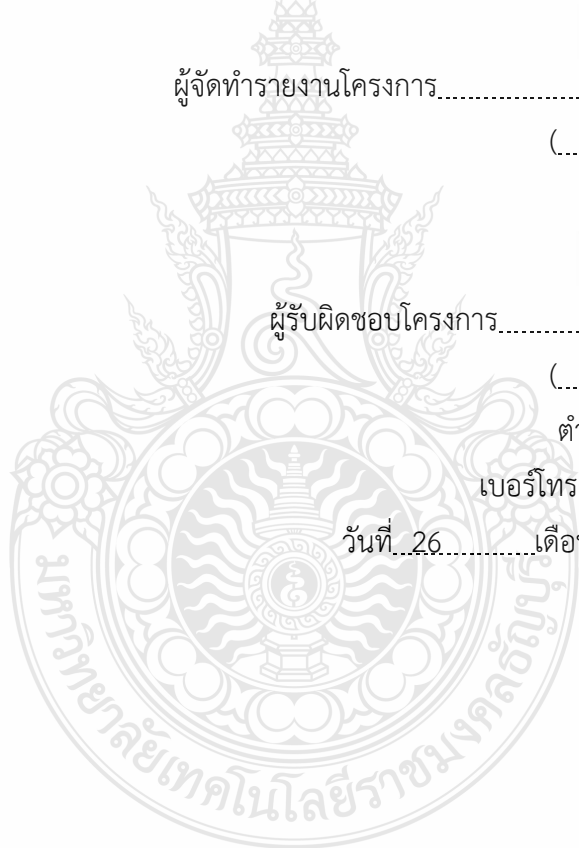 ผู้จัดทำรายงานโครงการ
(
ผู้รับผิดชอบโครงการ
(
เบอร์โทร
วันที่ 26 เดือน
มหาวิทยาลัยเทคโนโลยีราชมงคลธัญบุรี